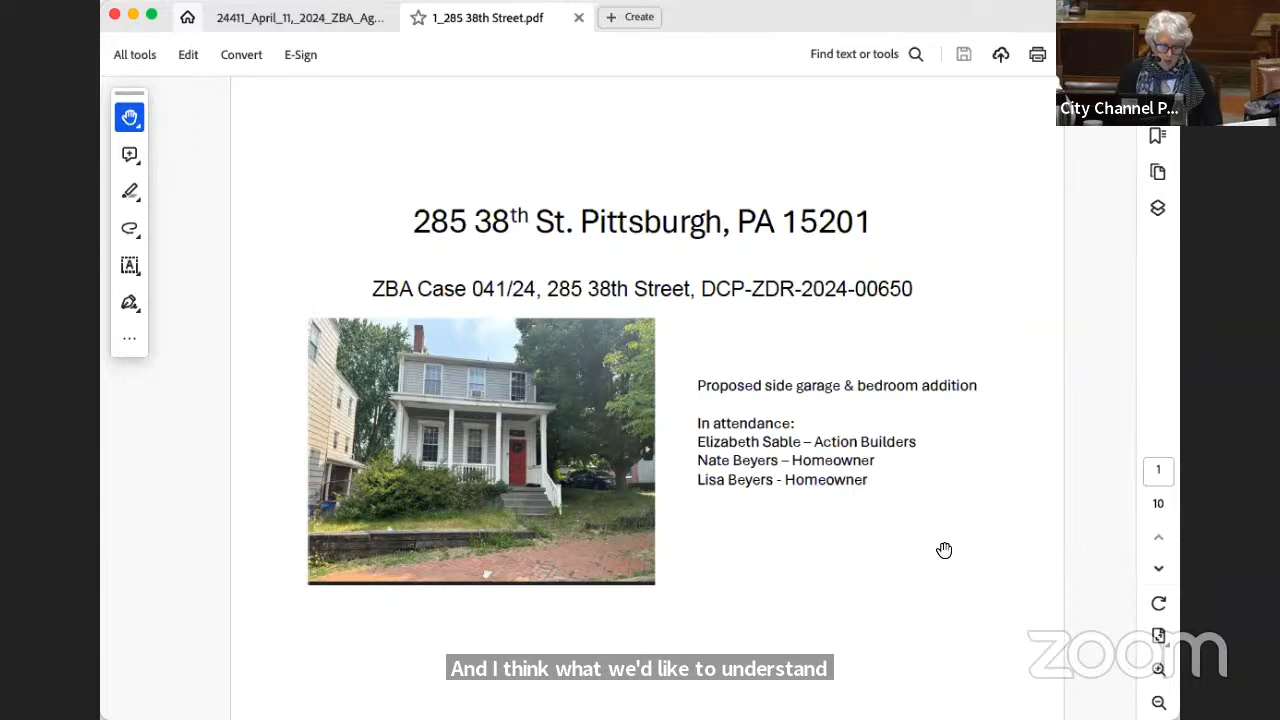 24411_April_11,_2024_ZBA_Ag...
1_285 38th Street.pdf
Create
All tools
Edit
Convert
E-Sign
Find text or tools
City Channel P...
285 38th St. Pittsburgh, PA 15201
ZBA Case 041/24, 285 38th Street, DCP-ZDR-2024-00650
Proposed side garage & bedroom addition
In attendance:
Elizabeth Sable – Action Builders
Nate Beyers – Homeowner
Lisa Beyers - Homeowner
1
10
And I think what we'd like to understand
zoom